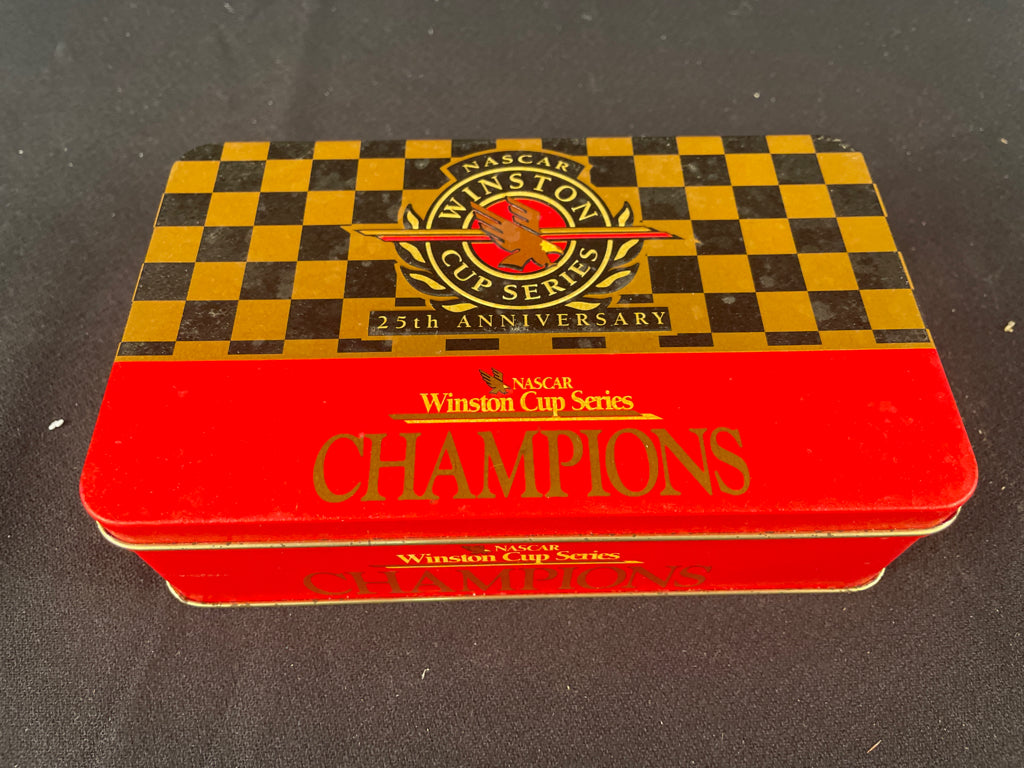 NASCAR
WINSTON
CUP SERIES
25th ANNIVERSARY
NASCAR
Winston Cup Series
CHAMPIONS
NASCAR
Winston Cup Series
CHAMPIONS